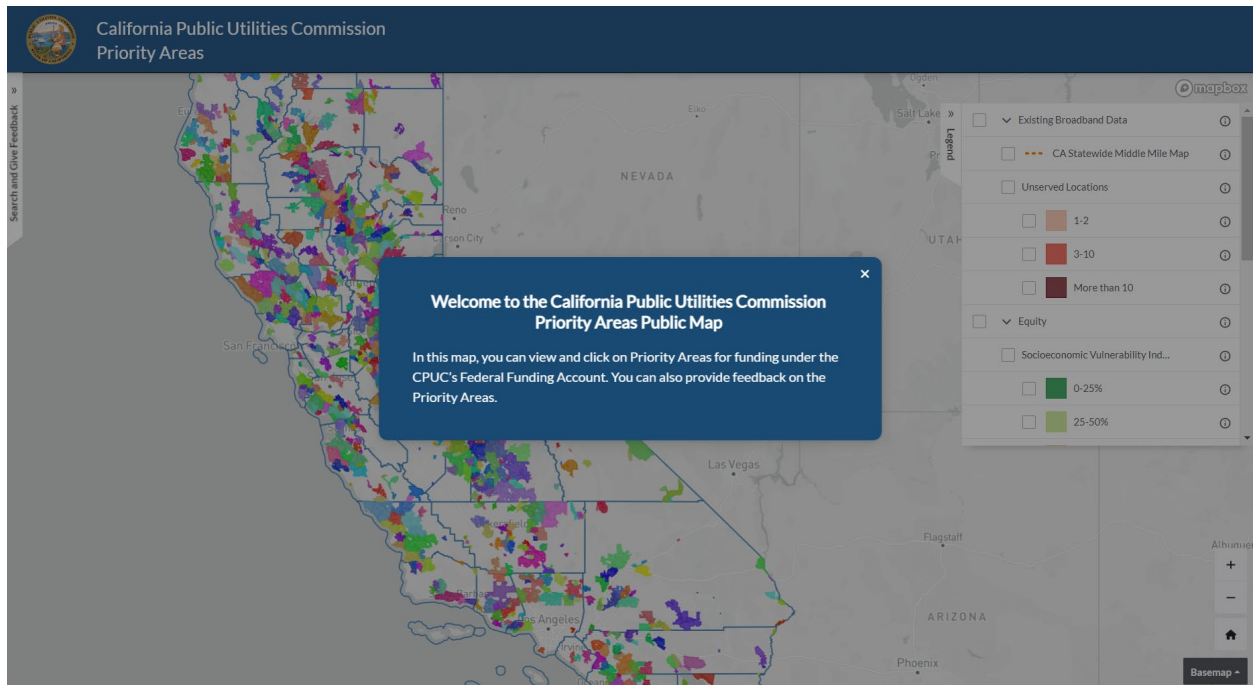 California Public Utilities Commission
Priority Areas
»
Search and Give Feedback
mapbox
Ogden
Salt Lake
Elko
NEVADA
Reno
Carson City
UTAH
San Francisco
Las Vegas
Bakersfield
Flagstaff
Los Angeles
Irvine
ARIZONA
Phoenix
»
Legend
Existing Broadband Data
CA Statewide Middle Mile Map
Unserved Locations
1-2
3-10
More than 10
Equity
Socioeconomic Vulnerability Ind...
0-25%
25-50%
×
Welcome to the California Public Utilities Commission
Priority Areas Public Map
In this map, you can view and click on Priority Areas for funding under the
CPUC's Federal Funding Account. You can also provide feedback on the
Priority Areas.
+
−
Basemap